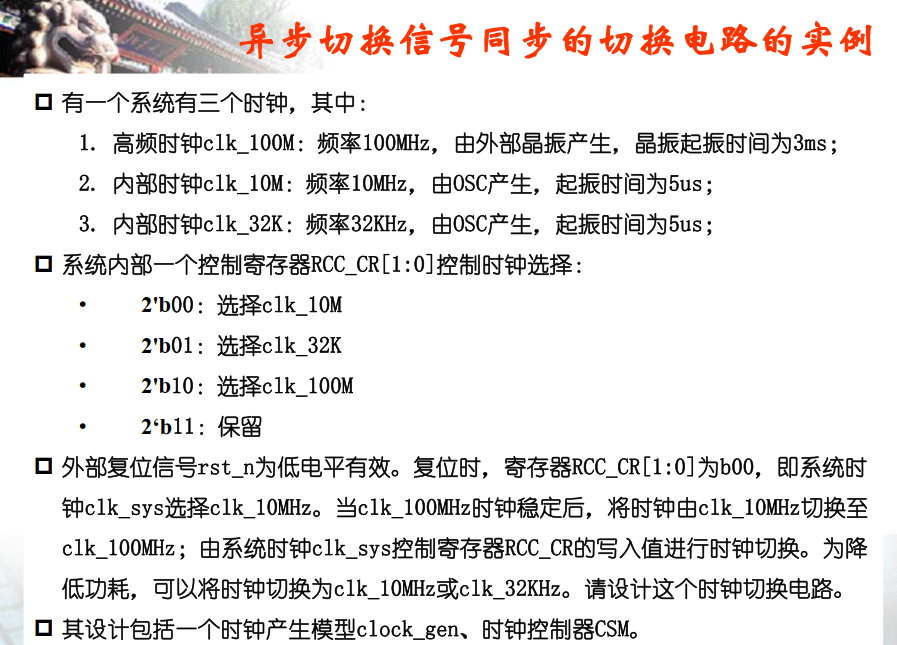 异步切换信号同步的切换电路的实例
有一个系统有三个时钟，其中：
1. 高频时钟clk_100M：频率100MHz，由外部晶振产生，晶振起振时间为3ms；
2. 内部时钟clk_10M：频率10MHz，由OSC产生，起振时间为5us；
3. 内部时钟clk_32K：频率32KHz，由OSC产生，起振时间为5us；
系统内部一个控制寄存器RCC_CR[1:0]控制时钟选择：
• 2'b00：选择clk_10M
• 2'b01：选择clk_32K
• 2'b10：选择clk_100M
• 2‘b11：保留
外部复位信号rst_n为低电平有效。复位时，寄存器RCC_CR[1:0]为b00，即系统时
钟clk_sys选择clk_10MHz。当clk_100MHz时钟稳定后，将时钟由clk_10MHz切换至
clk_100MHz；由系统时钟clk_sys控制寄存器RCC_CR的写入值进行时钟切换。为降
低功耗，可以将时钟切换为clk_10MHz或clk_32KHz。请设计这个时钟切换电路。
其设计包括一个时钟产生模型clock_gen、时钟控制器CSM。